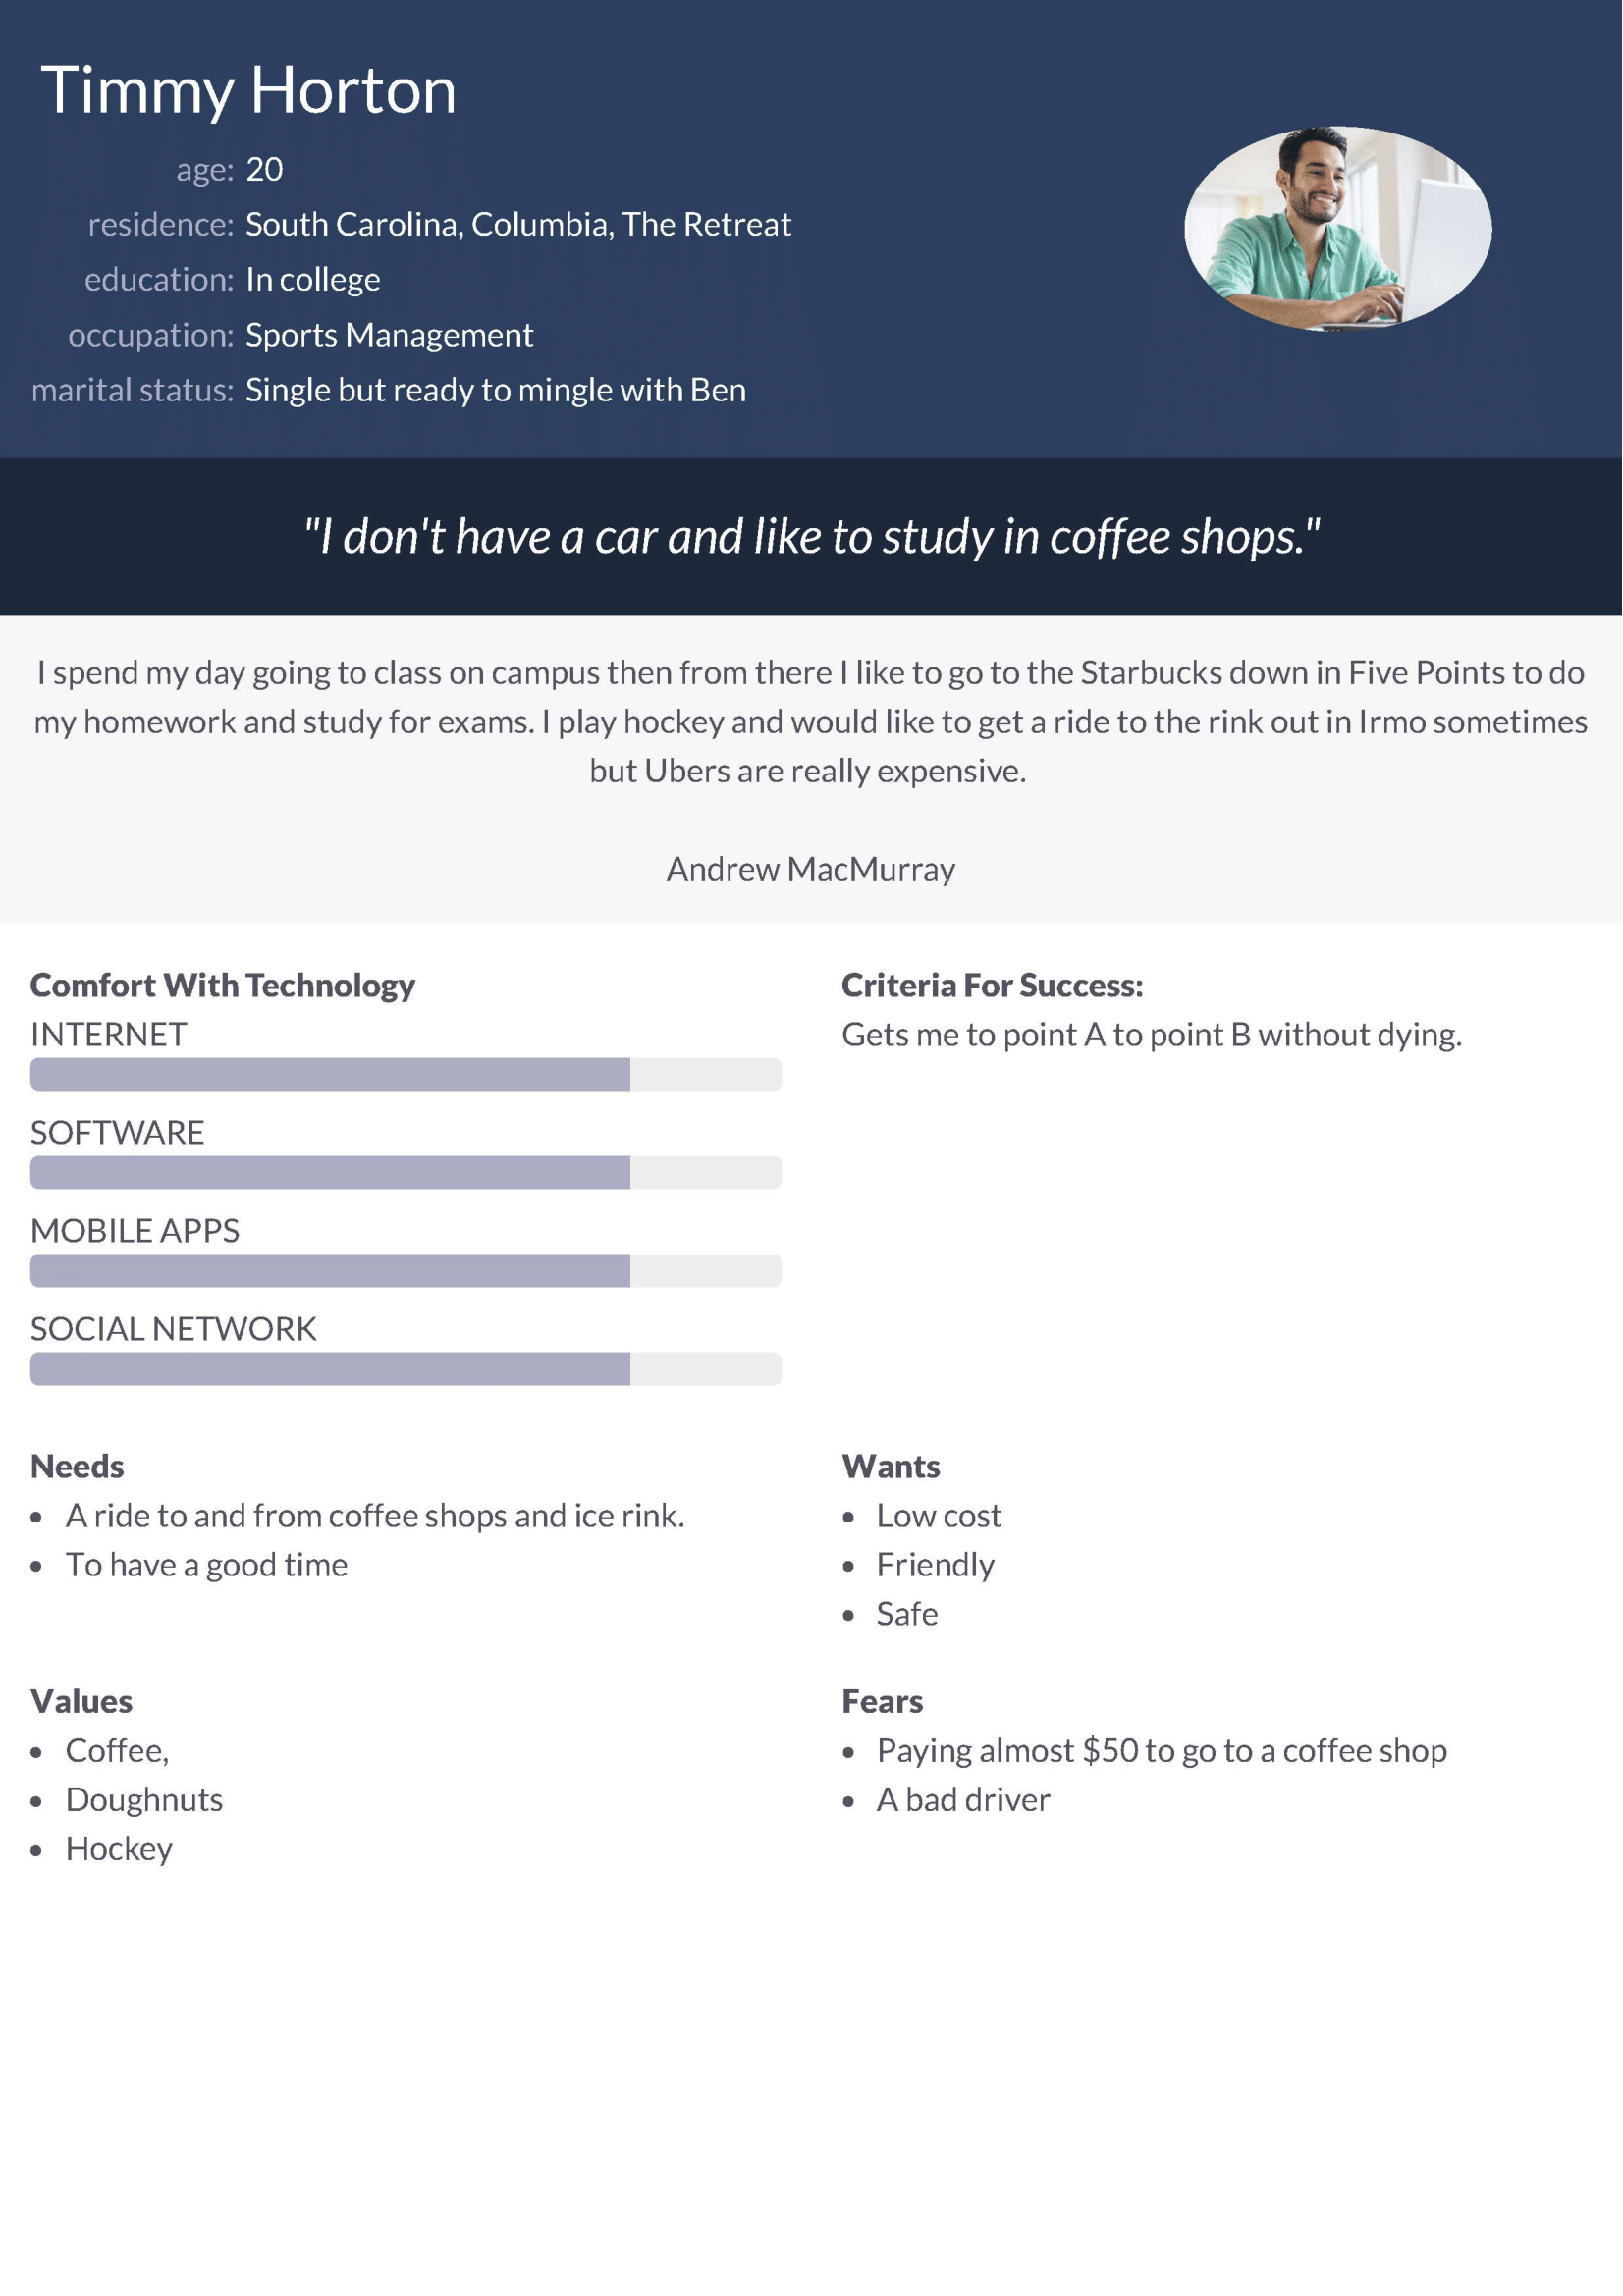 Timmy Horton
age: 20
residence: South Carolina, Columbia, The Retreat
education: In college
occupation: Sports Management
marital status: Single but ready to mingle with Ben
"I don't have a car and like to study in coffee shops."
I spend my day going to class on campus then from there I like to go to the Starbucks down in Five Points to do
my homework and study for exams. I play hockey and would like to get a ride to the rink out in Irmo sometimes
but Ubers are really expensive.
Andrew MacMurray
Comfort With Technology
INTERNET
SOFTWARE
MOBILE APPS
SOCIAL NETWORK
Criteria For Success:
Gets me to point A to point B without dying.
Needs
• A ride to and from coffee shops and ice rink.
• To have a good time
Wants
• Low cost
• Friendly
• Safe
Values
• Coffee,
• Doughnuts
• Hockey
Fears
• Paying almost $50 to go to a coffee shop
• A bad driver